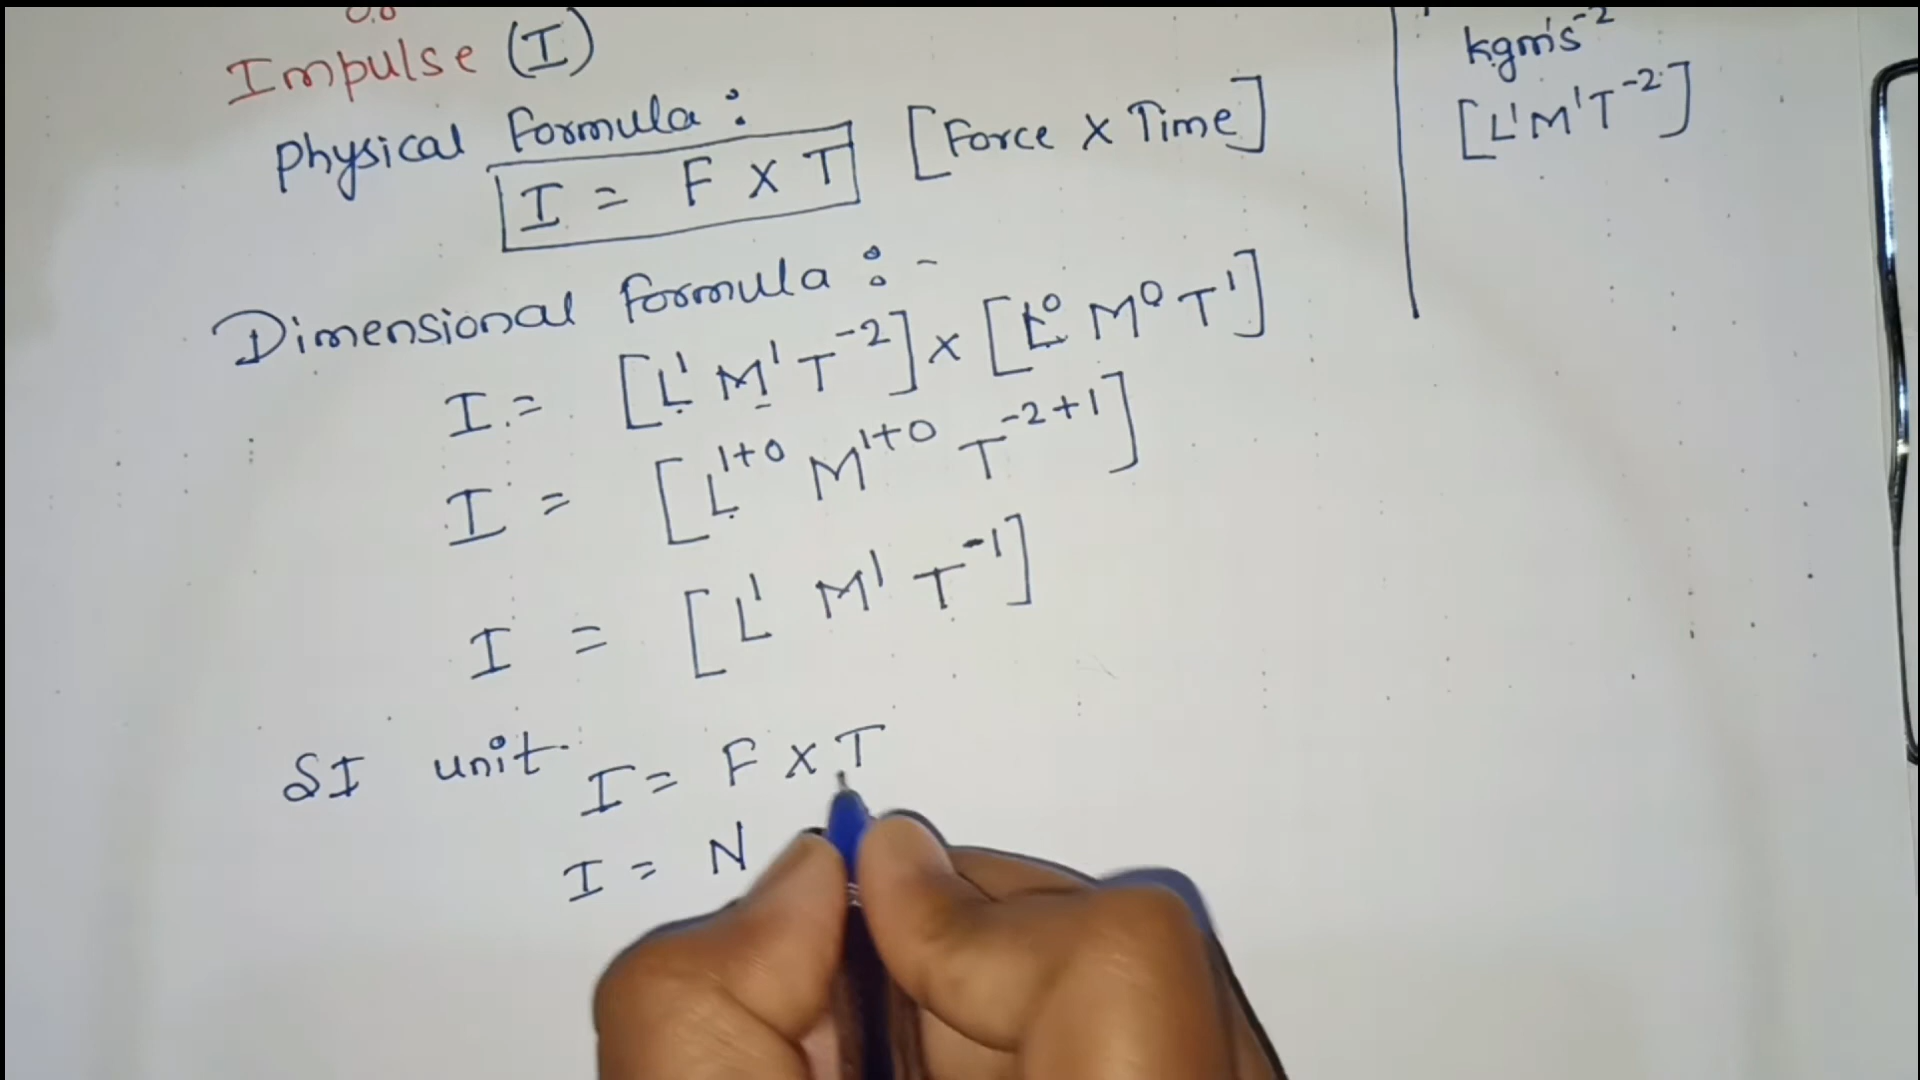 Impulse (I)
Physical Formula:
I = F X T [Force X Time]
Dimensional formula:-
I = [L¹ M¹ T⁻²] × [L⁰ M⁰ T¹]
I = [L¹⁺⁰ M¹⁺⁰ T⁻²⁺¹]
I = [L¹ M¹ T⁻¹]
SI unit
I = F X T
I = N
kgm¹s⁻²
[L¹M¹T⁻²]